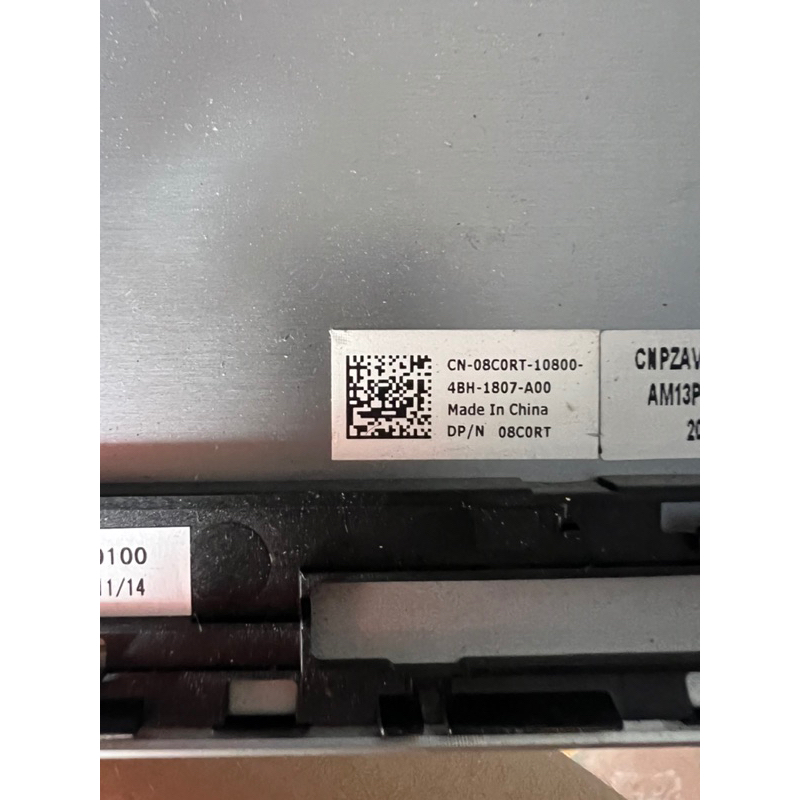 CN-08C0RT-10800-
4BH-1807-A00
Made In China
DP/N 08C0RT
CNPZAV
AM13P
20
0100
11/14